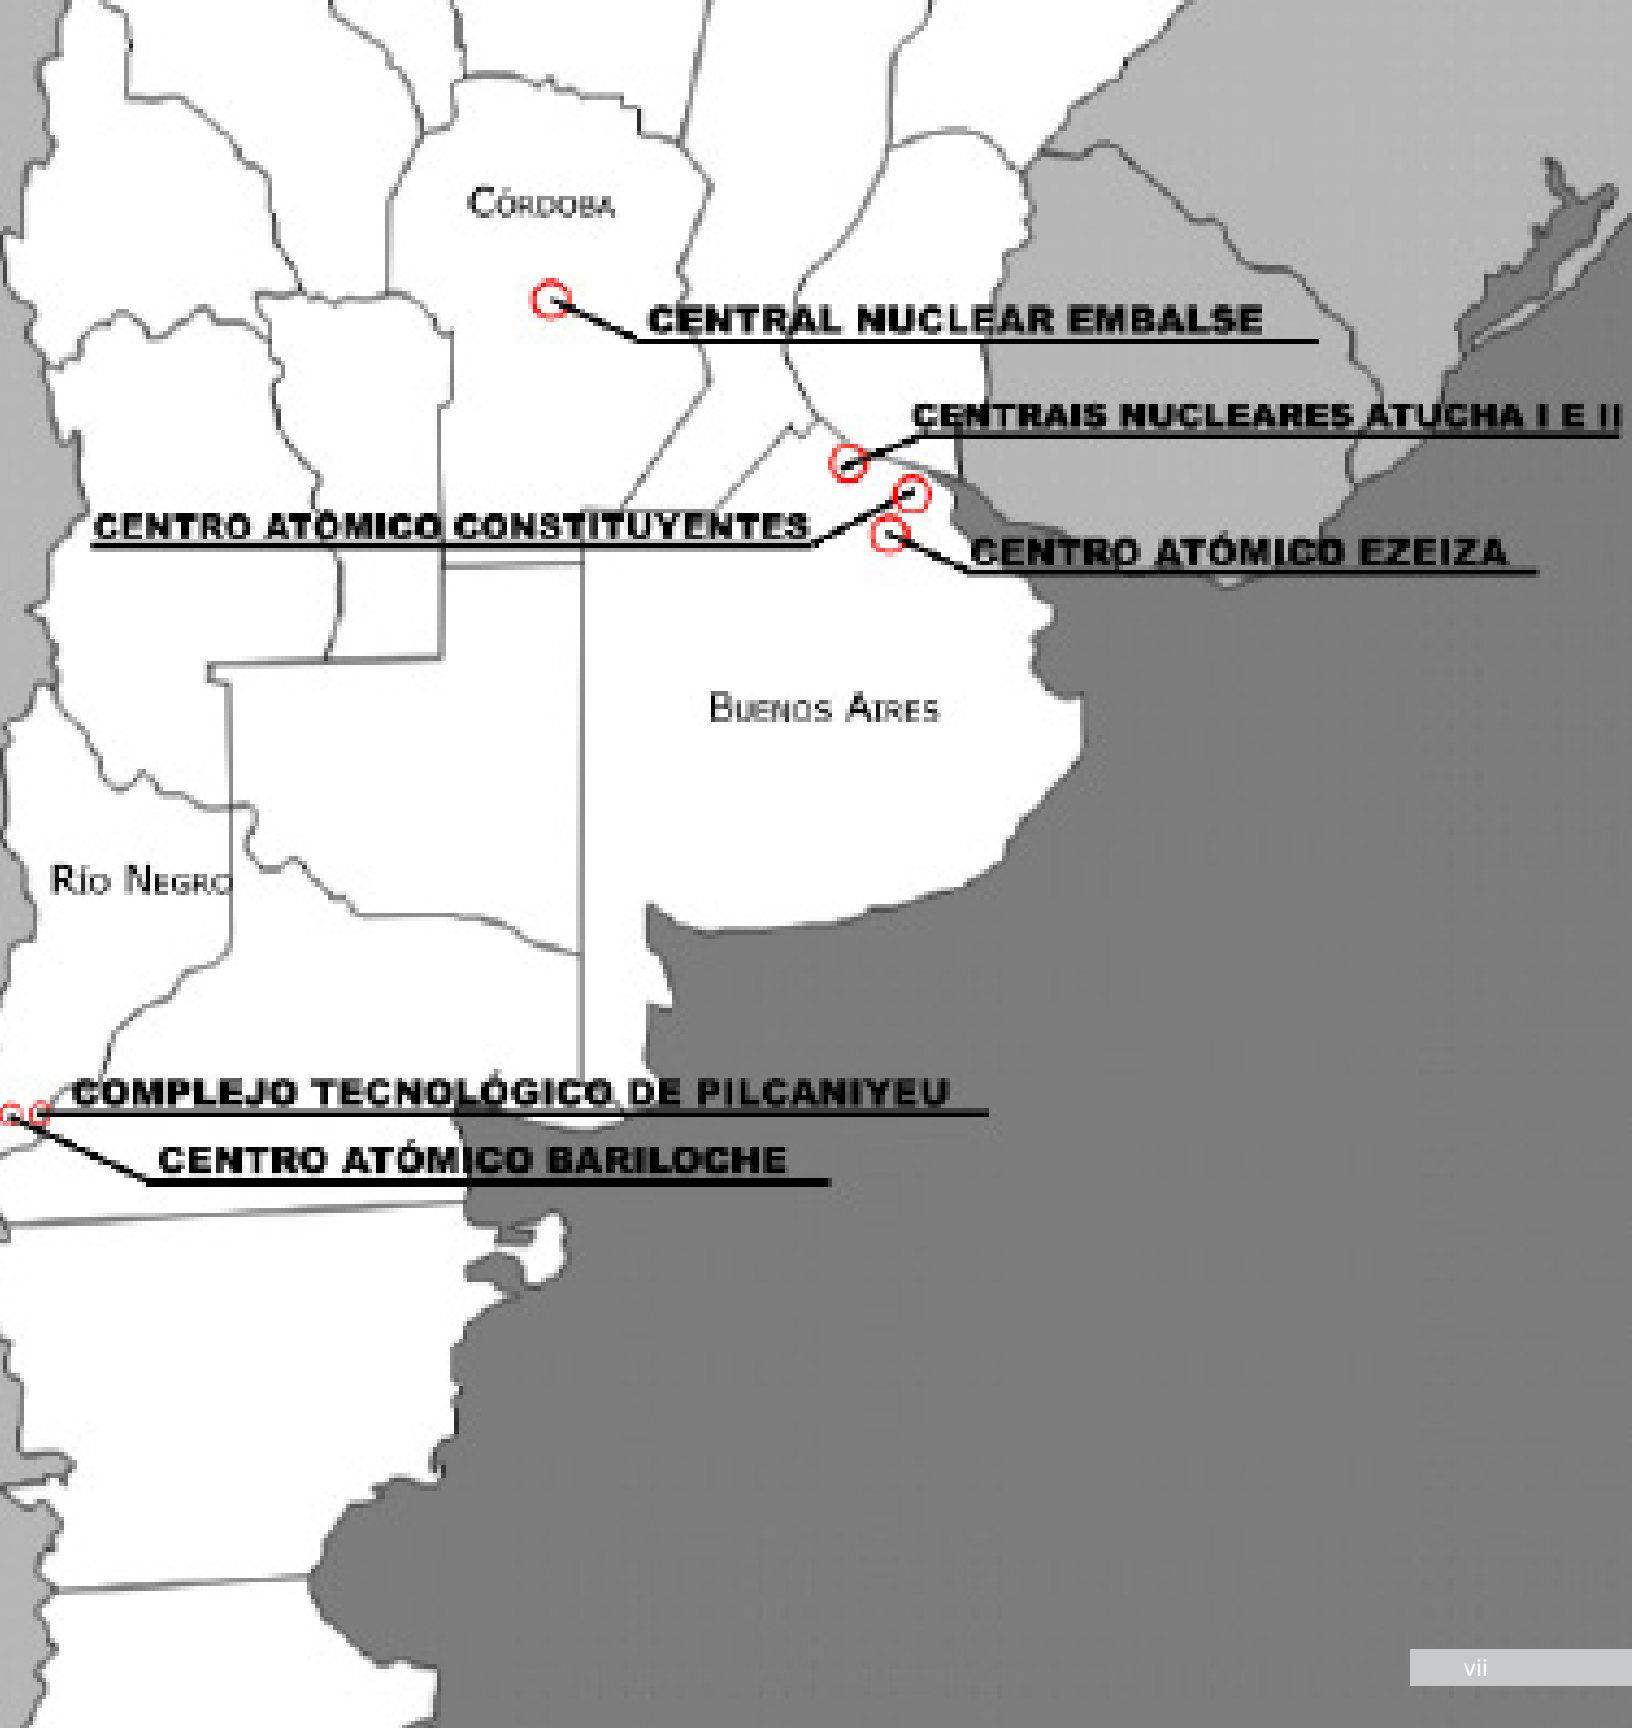 CÓRDOBA
CENTRAL NUCLEAR EMBALSE
CENTRAIS NUCLEARES ATUCHA I E II
CENTRO ATÓMICO CONSTITUYENTES
CENTRO ATÓMICO EZEIZA
BUENOS AIRES
RÍO NEGRO
COMPLEJO TECNOLÓGICO DE PILCANIYEU
CENTRO ATÓMICO BARILOCHE
vii